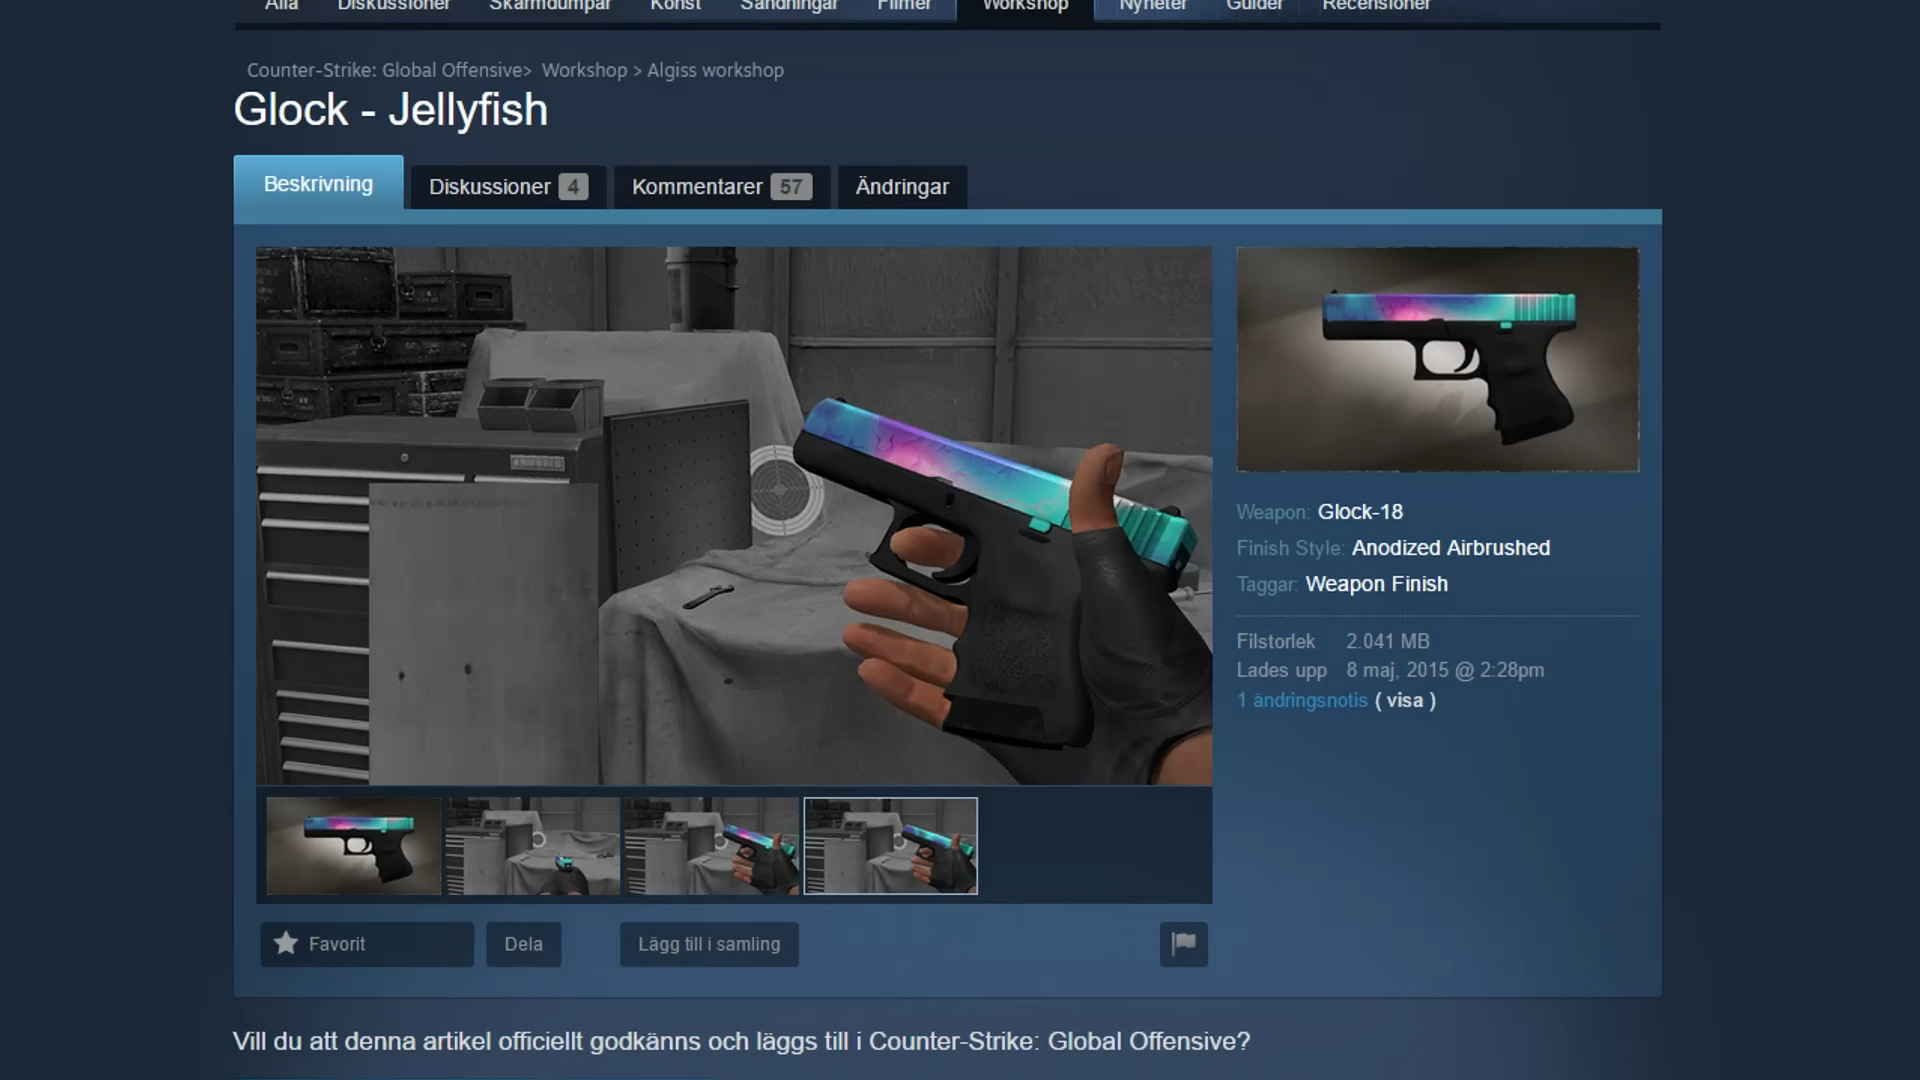 Alla Diskussioner Skärmdumpar Konst Sändningar Filmer Workshop Nyheter Guider Recensioner
Counter-Strike: Global Offensive> Workshop > Algiss workshop
Glock - Jellyfish
Beskrivning Diskussioner 4 Kommentarer 57 Ändringar
Weapon: Glock-18
Finish Style: Anodized Airbrushed
Taggar: Weapon Finish
Filstorlek 2.041 MB
Lades upp 8 maj, 2015 @ 2:28pm
1 ändringsnotis ( visa )
Favorit Dela Lägg till i samling
Vill du att denna artikel officiellt godkänns och läggs till i Counter-Strike: Global Offensive?